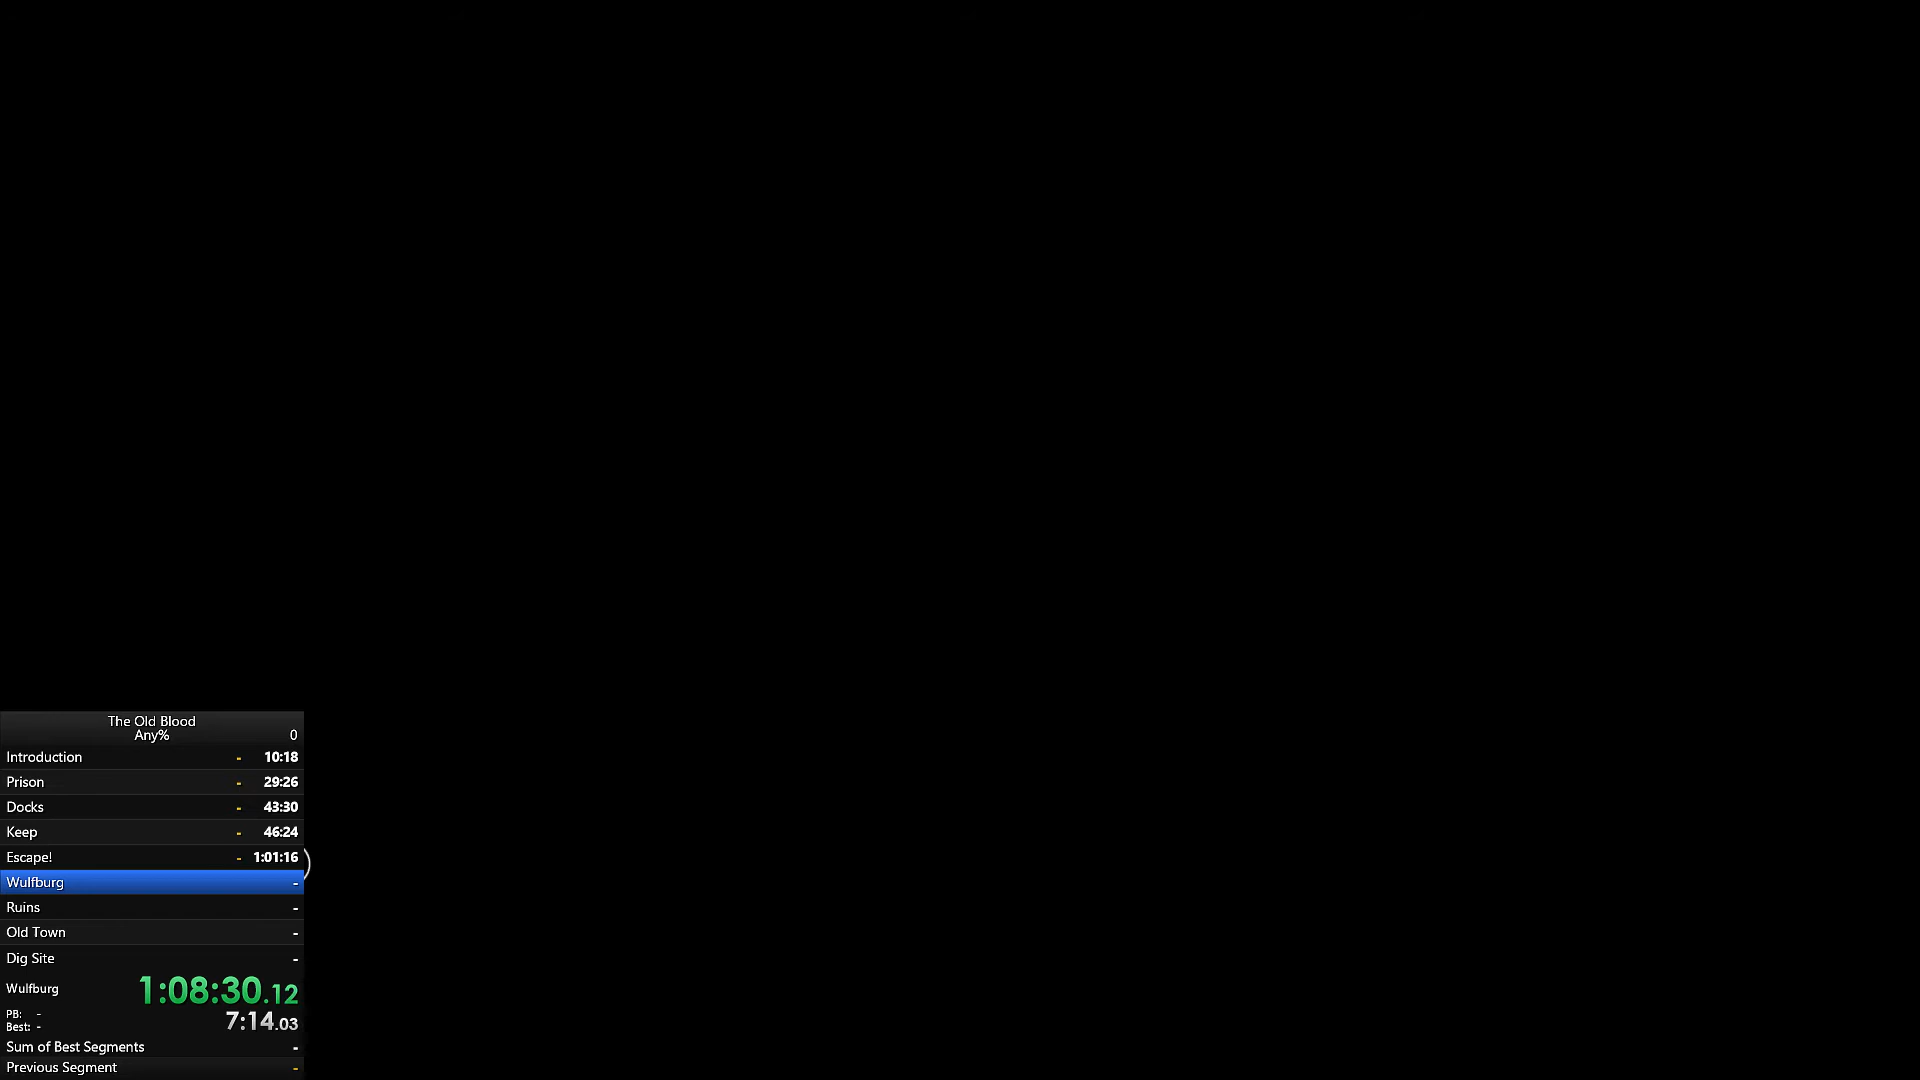 The Old Blood
Any% 0
Introduction - 10:18
Prison - 29:26
Docks - 43:30
Keep - 46:24
Escape! - 1:01:16
Wulfburg -
Ruins -
Old Town -
Dig Site -
Wulfburg 1:08:30.12
PB: -
7:14.03
Best: -
Sum of Best Segments -
Previous Segment -